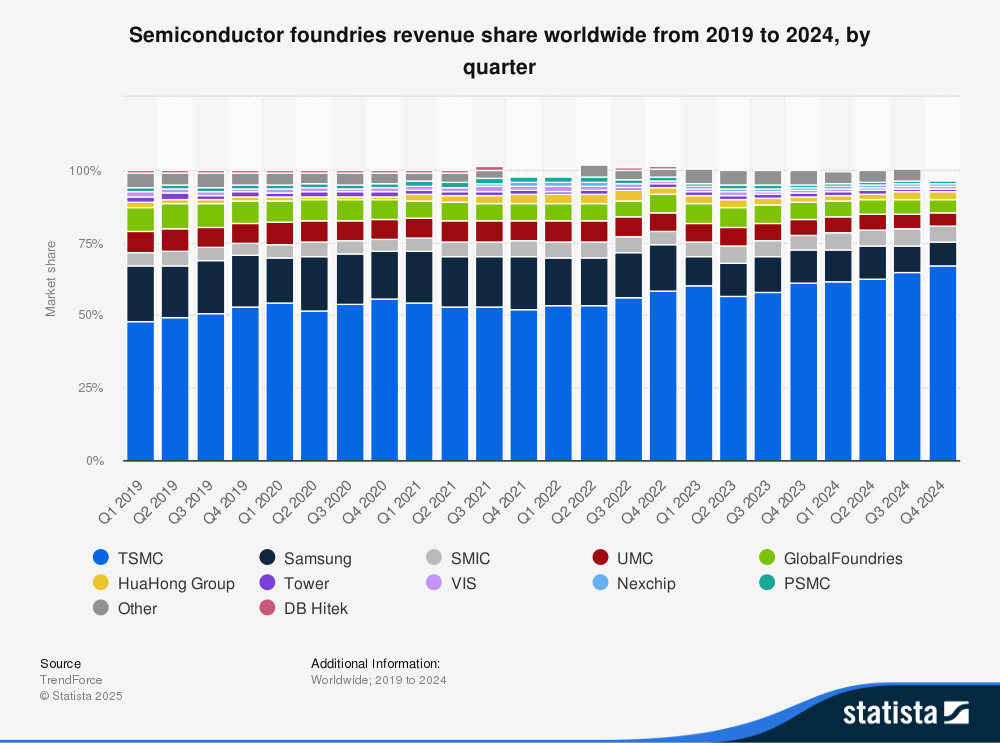 Semiconductor foundries revenue share worldwide from 2019 to 2024, by
quarter
Market share
100%
75%
50%
25%
0%
Q1 2019
Q2 2019
Q3 2019
Q4 2019
Q1 2020
Q2 2020
Q3 2020
Q4 2020
Q1 2021
Q2 2021
Q3 2021
Q4 2021
Q1 2022
Q2 2022
Q3 2022
Q4 2022
Q1 2023
Q2 2023
Q3 2023
Q4 2023
Q1 2024
Q2 2024
Q3 2024
Q4 2024
TSMC Samsung SMIC UMC GlobalFoundries
HuaHong Group Tower VIS Nexchip PSMC
Other DB Hitek
Source
TrendForce
© Statista 2025
Additional Information:
Worldwide; 2019 to 2024
statista